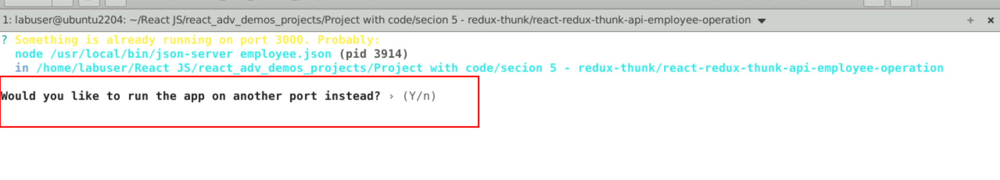 1: labuser@ubuntu2204: ~/React JS/react_adv_demos_projects/Project with code/secion 5 - redux-thunk/react-redux-thunk-api-employee-operation
? Something is already running on port 3000. Probably:
node /usr/local/bin/json-server employee.json (pid 3914)
in /home/labuser/React JS/react_adv_demos_projects/Project with code/secion 5 - redux-thunk/react-redux-thunk-api-employee-operation
Would you like to run the app on another port instead? › (Y/n)